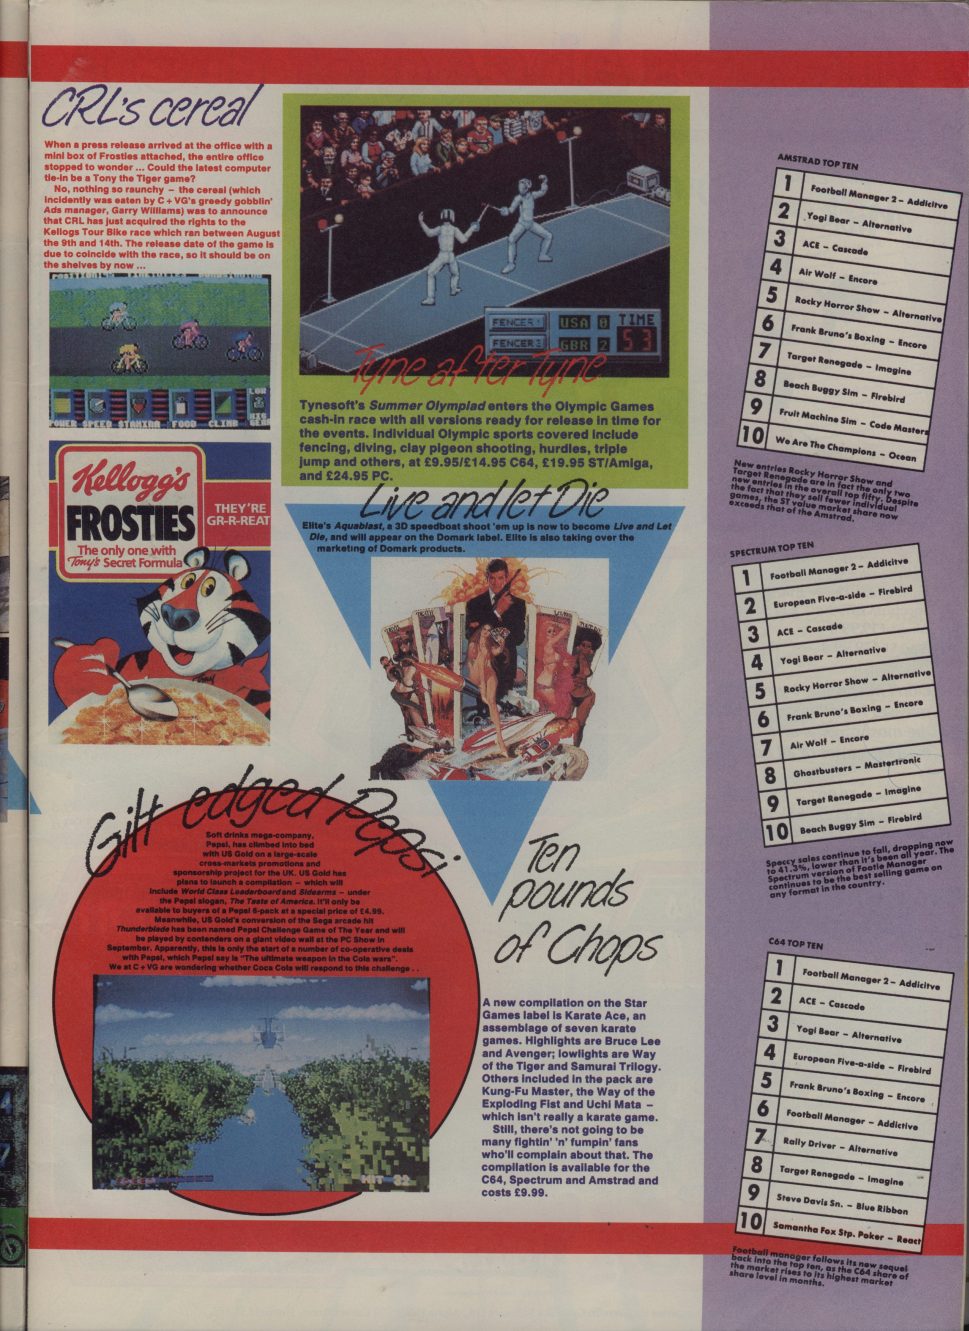 CRL's cereal
When a press release arrived at the office with a
mini box of Frosties attached, the entire office
stopped to wonder ... Could the latest computer
tie-in be a Tony the Tiger game?
No, nothing so raunchy – the cereal (which
incidently was eaten by C + VG's greedy gobblin'
Ads manager, Garry Williams) was to announce
that CRL has just acquired the rights to the
Kellogs Tour Bike race which ran between August
the 9th and 14th. The release date of the game is
due to coincide with the race, so it should be on
the shelves by now ...
POWER SPEED STAMINA FOOD CLIMB
LOW
2
HIS
GEAR
Kellogg's
FROSTIES
The only one with
Tony's Secret Formula
THEY'RE
GR-R-REAT
FENCER 1 USA 0 TIME
FENCER 2 GBR 2 53
Tyne after Tyne
Tynesoft's Summer Olympiad enters the Olympic Games
cash-in race with all versions ready for release in time for
the events. Individual Olympic sports covered include
fencing, diving, clay pigeon shooting, hurdles, triple
jump and others, at £9.95/£14.95 C64, £19.95 ST/Amiga,
and £24.95 PC.
Live and let Die
Elite's Aquablast, a 3D speedboat shoot 'em up is now to become Live and Let
Die, and will appear on the Domark label. Elite is also taking over the
marketing of Domark products.
Gilt edged Pepsi
Soft drinks mega-company,
Pepsi, has climbed into bed
with US Gold on a large-scale
cross-markets promotions and
sponsorship project for the UK. US Gold has
plans to launch a compilation – which will
include World Class Leaderboard and Sidearms – under
the Pepsi slogan, The Taste of America. It'll only be
available to buyers of a Pepsi 6-pack at a special price of £4.99.
Meanwhile, US Gold's conversion of the Sega arcade hit
Thunderblade has been named Pepsi Challenge Game of The Year and will
be played by contenders on a giant video wall at the PC Show in
September. Apparently, this is only the start of a number of co-operative deals
with Pepsi, which Pepsi say is "The ultimate weapon in the Cola wars".
We at C + VG are wondering whether Coca Cola will respond to this challenge . .
HIT 32
Ten
pounds
of Chops
A new compilation on the Star
Games label is Karate Ace, an
assemblage of seven karate
games. Highlights are Bruce Lee
and Avenger; lowlights are Way
of the Tiger and Samurai Trilogy.
Others included in the pack are
Kung-Fu Master, the Way of the
Exploding Fist and Uchi Mata –
which isn't really a karate game.
Still, there's not going to be
many fightin' 'n' fumpin' fans
who'll complain about that. The
compilation is available for the
C64, Spectrum and Amstrad and
costs £9.99.
AMSTRAD TOP TEN
1 Football Manager 2 – Addicitve
2 Yogi Bear – Alternative
3 ACE – Cascade
4 Air Wolf – Encore
5 Rocky Horror Show – Alternative
6 Frank Bruno's Boxing – Encore
7 Target Renegade – Imagine
8 Beach Buggy Sim – Firebird
9 Fruit Machine Sim – Code Masters
10 We Are The Champions – Ocean
New entries Rocky Horror Show and
Target Renegade are in fact the only two
new entries in the overall top fifty. Despite
the fact that they sell fewer individual
games, the ST value market share now
exceeds that of the Amstrad.
SPECTRUM TOP TEN
1 Football Manager 2 – Addicitve
2 European Five-a-side – Firebird
3 ACE – Cascade
4 Yogi Bear – Alternative
5 Rocky Horror Show – Alternative
6 Frank Bruno's Boxing – Encore
7 Air Wolf – Encore
8 Ghostbusters – Mastertronic
9 Target Renegade – Imagine
10 Beach Buggy Sim – Firebird
Speccy sales continue to fall, dropping now
to 41.3%, lower than it's been all year. The
Spectrum version of Footie Manager
continues to be the best selling game on
any format in the country.
C64 TOP TEN
1 Football Manager 2 – Addicitve
2 ACE – Cascade
3 Yogi Bear – Alternative
4 European Five-a-side – Firebird
5 Frank Bruno's Boxing – Encore
6 Football Manager – Addictive
7 Rally Driver – Alternative
8 Target Renegade – Imagine
9 Steve Davis Sn. – Blue Ribbon
10 Samantha Fox Stp. Poker – React
Football manager follows its new sequel
back into the top ten, as the C64 share of
the market rises to its highest market
share level in months.